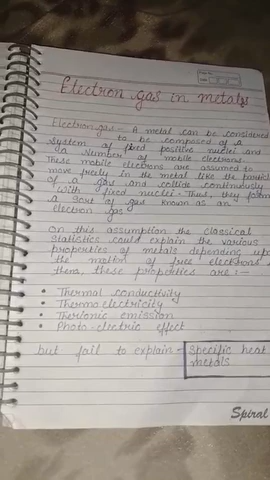 Electron gas in metals
Electron gas - A metal can be considered
to be composed of a
system of fixed positive nuclei and
a number of mobile electrons.
These mobile electrons are assumed to
move freely in the metal like the particles
of a gas and collide continuously
with fixed nuclei. Thus, they form
a sort of gas known as an
electron gas
On this assumption the classical
statistics could explain the various
properties of metals depending upon
the motion of free electrons
them, these properties are :-
• Thermal conductivity
• Thermo electricity
• Therionic emission
• Photo-electric effect
but fail to explain - Specific heat
metals
Spiral